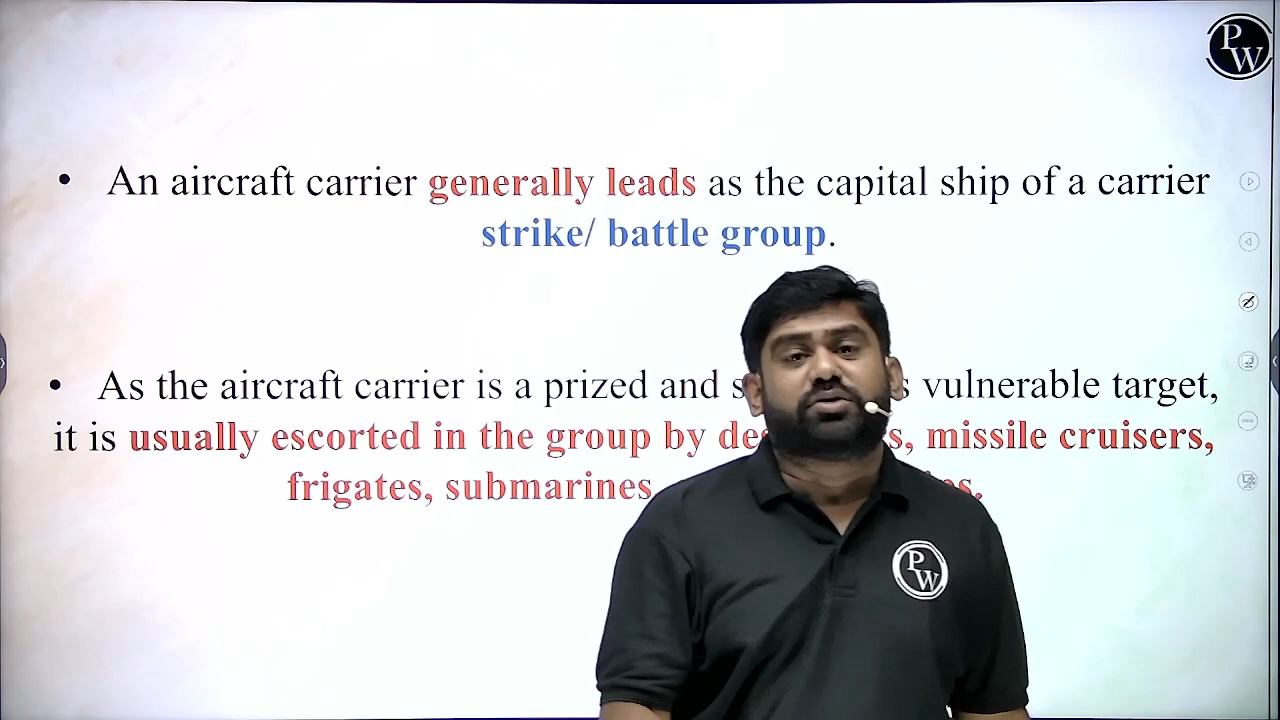 PW
• An aircraft carrier generally leads as the capital ship of a carrier
strike/ battle group.
• As the aircraft carrier is a prized and vulnerable target,
it is usually escorted in the group by missile cruisers,
frigates, submarines
PW